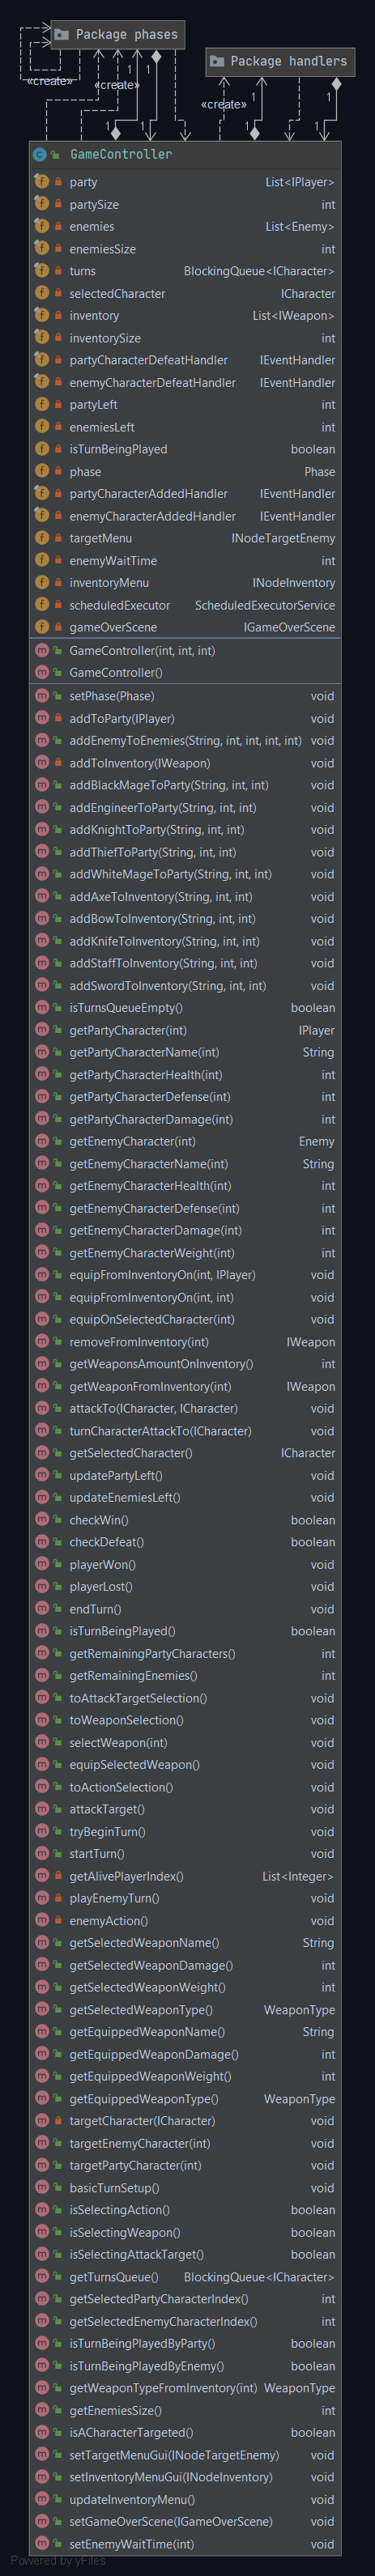 Package phases
Package handlers
«create»
«create»
«create»
1
1
1
1
1
1
1
GameController
party List<IPlayer>
partySize int
enemies List<Enemy>
enemiesSize int
turns BlockingQueue<ICharacter>
selectedCharacter ICharacter
inventory List<IWeapon>
inventorySize int
partyCharacterDefeatHandler IEventHandler
enemyCharacterDefeatHandler IEventHandler
partyLeft int
enemiesLeft int
isTurnBeingPlayed boolean
phase Phase
partyCharacterAddedHandler IEventHandler
enemyCharacterAddedHandler IEventHandler
targetMenu INodeTargetEnemy
enemyWaitTime int
inventoryMenu INodeInventory
scheduledExecutor ScheduledExecutorService
gameOverScene IGameOverScene
GameController(int, int, int)
GameController()
setPhase(Phase) void
addToParty(IPlayer) void
addEnemyToEnemies(String, int, int, int, int) void
addToInventory(IWeapon) void
addBlackMageToParty(String, int, int) void
addEngineerToParty(String, int, int) void
addKnightToParty(String, int, int) void
addThiefToParty(String, int, int) void
addWhiteMageToParty(String, int, int) void
addAxeToInventory(String, int, int) void
addBowToInventory(String, int, int) void
addKnifeToInventory(String, int, int) void
addStaffToInventory(String, int, int) void
addSwordToInventory(String, int, int) void
isTurnsQueueEmpty() boolean
getPartyCharacter(int) IPlayer
getPartyCharacterName(int) String
getPartyCharacterHealth(int) int
getPartyCharacterDefense(int) int
getPartyCharacterDamage(int) int
getEnemyCharacter(int) Enemy
getEnemyCharacterName(int) String
getEnemyCharacterHealth(int) int
getEnemyCharacterDefense(int) int
getEnemyCharacterDamage(int) int
getEnemyCharacterWeight(int) int
equipFromInventoryOn(int, IPlayer) void
equipFromInventoryOn(int, int) void
equipOnSelectedCharacter(int) void
removeFromInventory(int) IWeapon
getWeaponsAmountOnInventory() int
getWeaponFromInventory(int) IWeapon
attackTo(ICharacter, ICharacter) void
turnCharacterAttackTo(ICharacter) void
getSelectedCharacter() ICharacter
updatePartyLeft() void
updateEnemiesLeft() void
checkWin() boolean
checkDefeat() boolean
playerWon() void
playerLost() void
endTurn() void
isTurnBeingPlayed() boolean
getRemainingPartyCharacters() int
getRemainingEnemies() int
toAttackTargetSelection() void
toWeaponSelection() void
selectWeapon(int) void
equipSelectedWeapon() void
toActionSelection() void
attackTarget() void
tryBeginTurn() void
startTurn() void
getAlivePlayerIndex() List<Integer>
playEnemyTurn() void
enemyAction() void
getSelectedWeaponName() String
getSelectedWeaponDamage() int
getSelectedWeaponWeight() int
getSelectedWeaponType() WeaponType
getEquippedWeaponName() String
getEquippedWeaponDamage() int
getEquippedWeaponWeight() int
getEquippedWeaponType() WeaponType
targetCharacter(ICharacter) void
targetEnemyCharacter(int) void
targetPartyCharacter(int) void
basicTurnSetup() void
isSelectingAction() boolean
isSelectingWeapon() boolean
isSelectingAttackTarget() boolean
getTurnsQueue() BlockingQueue<ICharacter>
getSelectedPartyCharacterIndex() int
getSelectedEnemyCharacterIndex() int
isTurnBeingPlayedByParty() boolean
isTurnBeingPlayedByEnemy() boolean
getWeaponTypeFromInventory(int) WeaponType
getEnemiesSize() int
isACharacterTargeted() boolean
setTargetMenuGui(INodeTargetEnemy) void
setInventoryMenuGui(INodeInventory) void
updateInventoryMenu() void
setGameOverScene(IGameOverScene) void
setEnemyWaitTime(int) void
Powered by yFiles